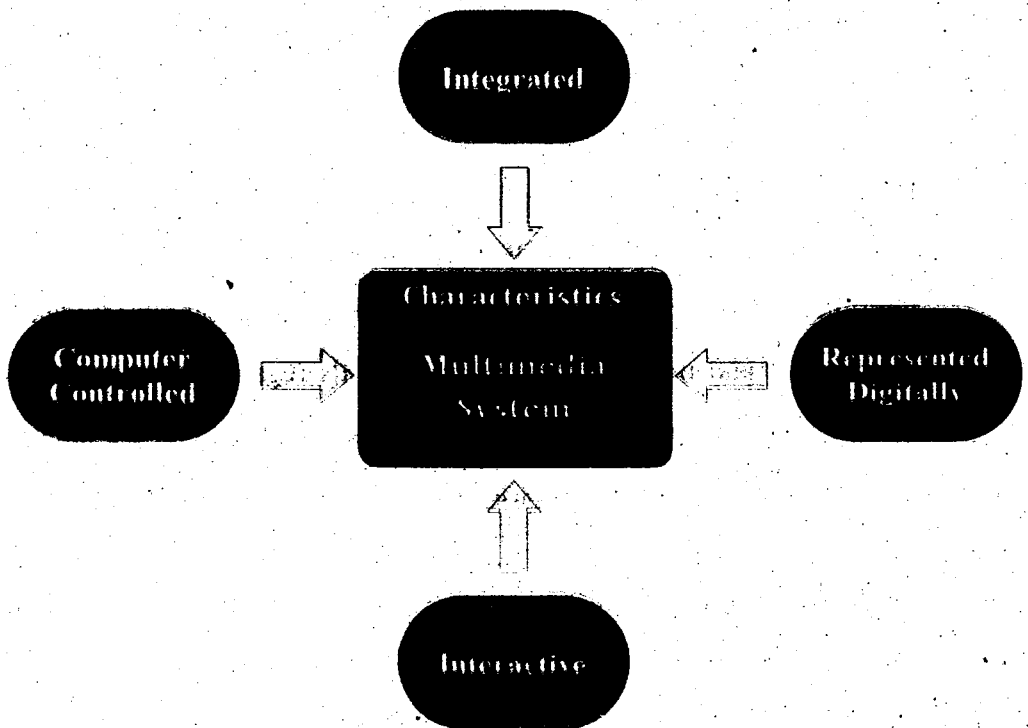 Integrated
Characteristics
Multimedia
System
Computer
Controlled
Represented
Digitally
Interactive